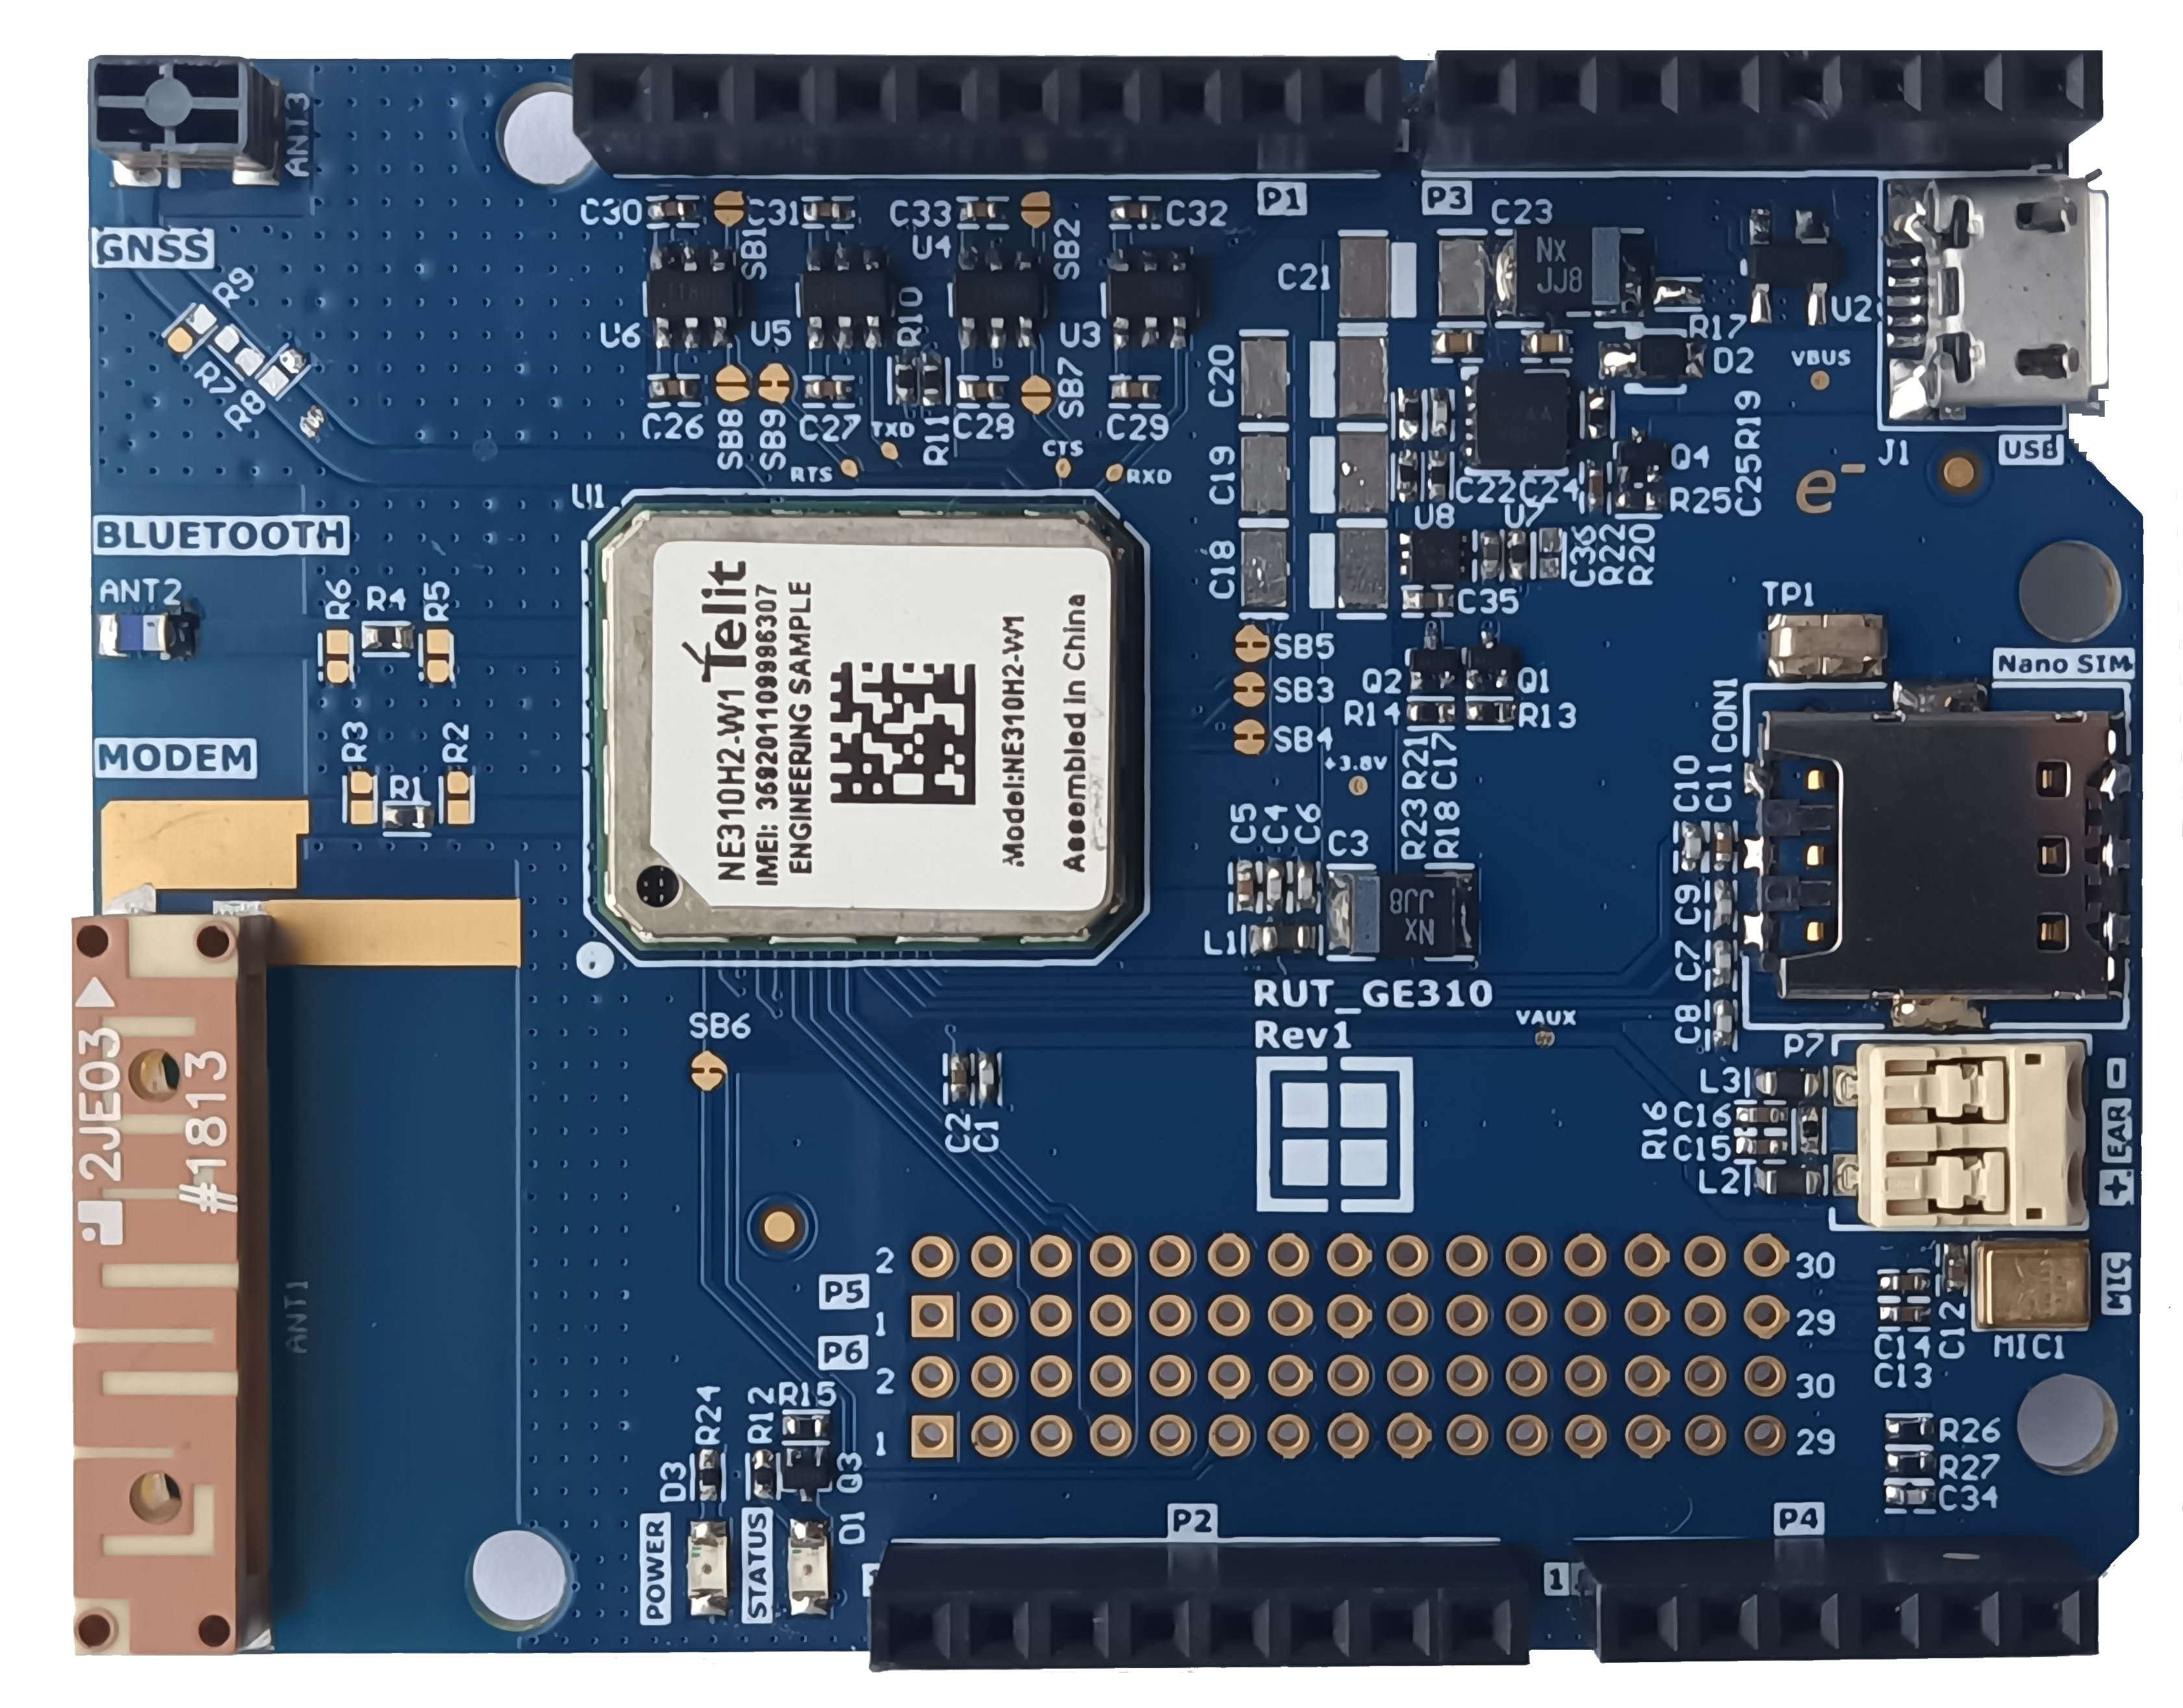 ANT3
GNSS
R9
R7
R8
BLUETOOTH
ANT2
R6
R4
R5
MODEM
R3
R1
R2
2JE03
#1813
ANT1
P1
P3
C30
SB1
C31
C33
U4
SB2
C32
U6
U5
R10
U3
C26
SB8
SB9
C27
TXD
R11
C28
SB7
C29
RTS
CTS
RXD
U1
NE310H2-W1 Telit
ENGINEERING SAMPLE
Model:NE310H2-W1
Assembled in China
C23
C21
NX
JJ8
R17
U2
D2
VBUS
C20
C19
C18
C22
C24
Q4
R25
C25
R19
J1
USB
e-
U8
U7
C36
R22
R20
C35
SB5
SB3
SB4
Q2
Q1
R14
R13
+3.8V
R21
C17
R23
R18
C5
C4
C6
C3
NX
JJ8
L1
TP1
Nano SIM
CON1
C10
C11
C9
C7
C8
RUT_GE310
Rev1
VAUX
P7
L3
C16
R16
C15
L2
- EAR +
SB6
C2
C1
2
30
P5
1
29
P6
2
30
1
29
C14
C13
C12
MIC1
MIC
R26
R27
C34
R24
R12
R15
D3
Q3
D1
POWER
STATUS
P2
P4
1